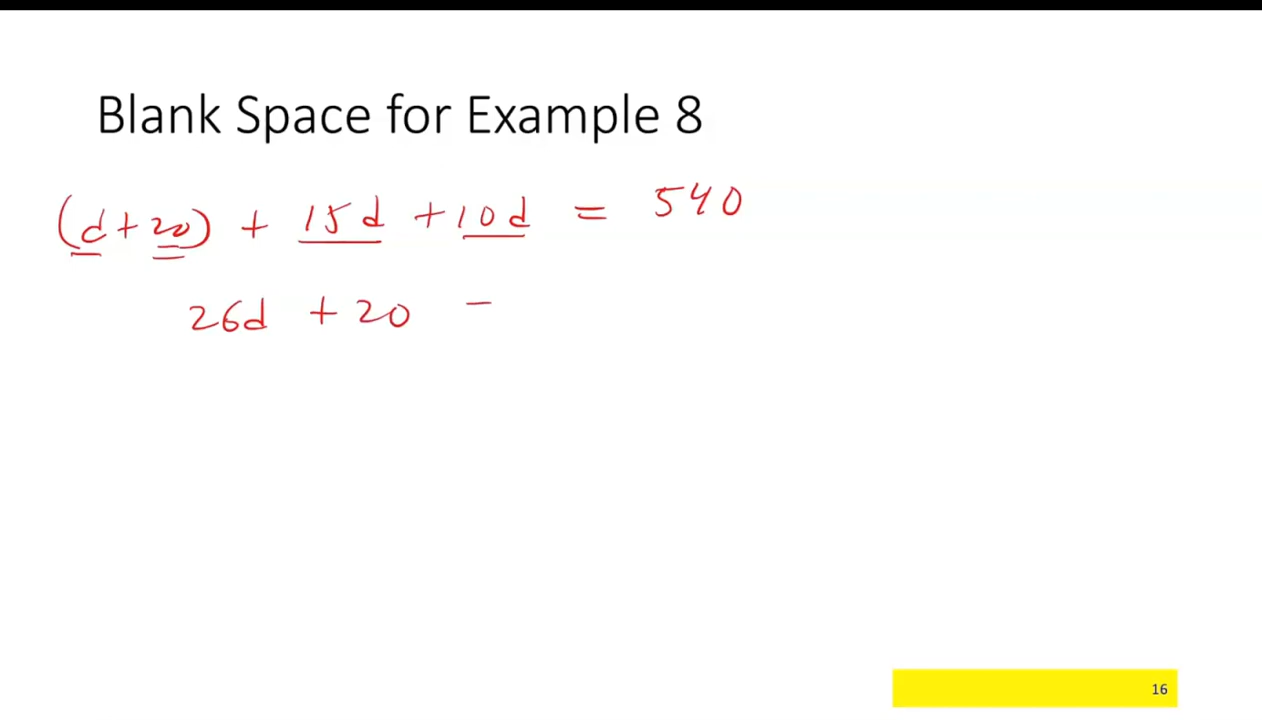 Blank Space for Example 8
(d+20) + 15d +10d = 540
26d + 20 -
16